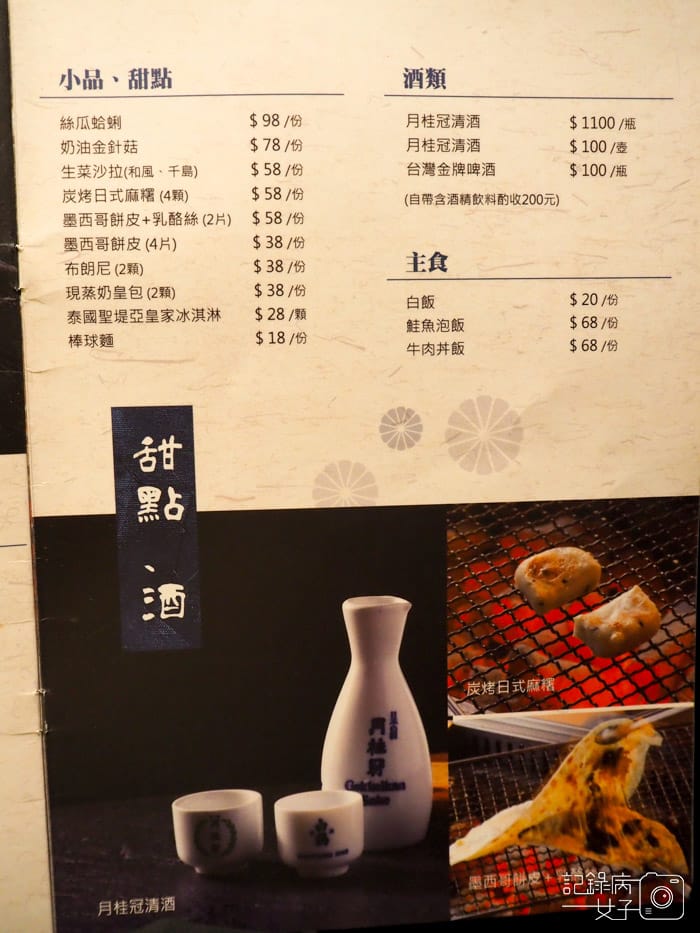 小品、甜點
絲瓜蛤蜊 $98/份
奶油金針菇 $78/份
生菜沙拉(和風、千島) $58/份
炭烤日式麻糬(4顆) $58/份
墨西哥餅皮+乳酪絲(2片) $58/份
墨西哥餅皮(4片) $38/份
布朗尼(2顆) $38/份
現蒸奶皇包(2顆) $38/份
泰國聖堤亞皇家冰淇淋 $28/顆
棒球麵 $18/份
酒類
月桂冠清酒 $1100/瓶
月桂冠清酒 $100/壺
台灣金牌啤酒 $100/瓶
(自帶含酒精飲料酌收200元)
主食
白飯 $20/份
鮭魚泡飯 $68/份
牛肉丼飯 $68/份
甜點、酒
月桂冠
Gekkeikan
Sake
月桂冠清酒
炭烤日式麻糬
墨西哥餅皮+
記錄病
女子